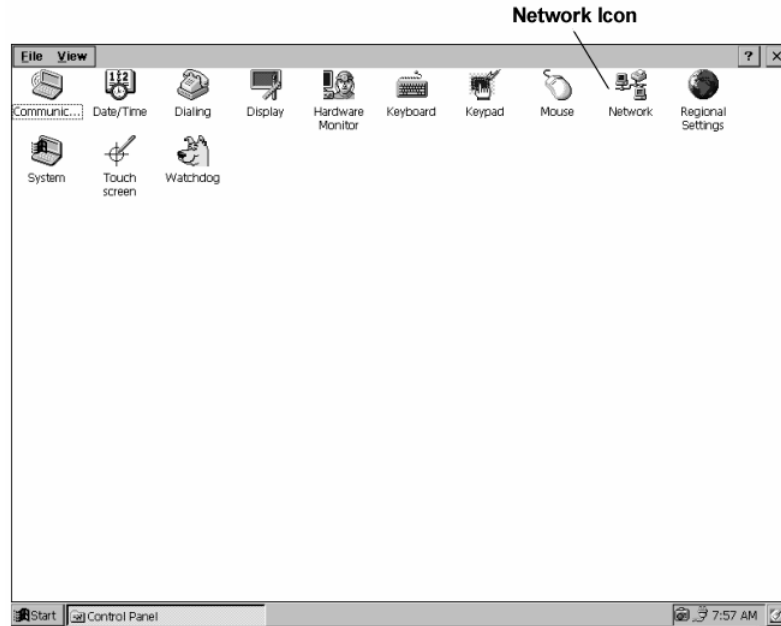 Network Icon
File View ? X
Communic... Date/Time Dialing Display Hardware Monitor Keyboard Keypad Mouse Network Regional Settings
System Touch screen Watchdog
Start Control Panel 7:57 AM